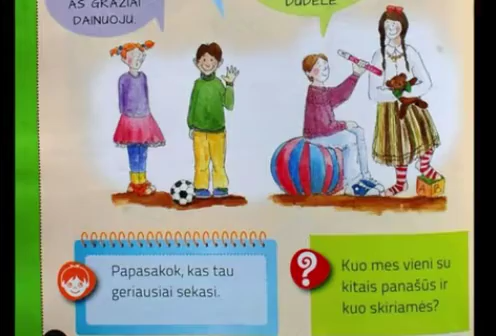 AŠ GRAŽIAI
DAINUOJU.
DŪDELE
Papasakok, kas tau
geriausiai sekasi.
?
Kuo mes vieni su
kitais panašūs ir
kuo skiriamės?
A
P